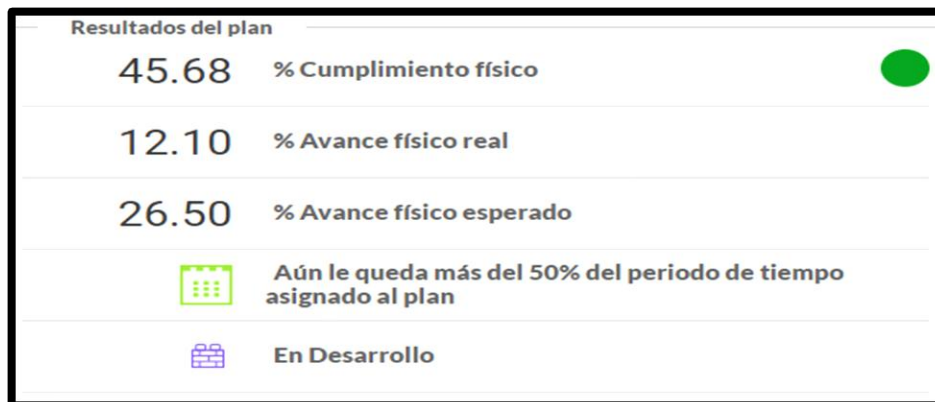 Resultados del plan
45.68 % Cumplimiento físico
12.10 % Avance físico real
26.50 % Avance físico esperado
Aún le queda más del 50% del periodo de tiempo
asignado al plan
En Desarrollo